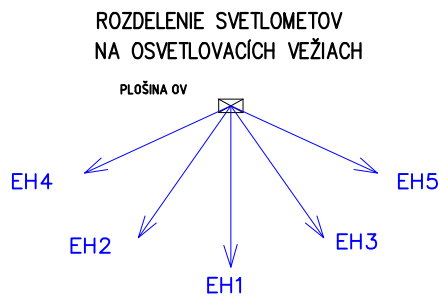 ROZDELENIE SVETLOMETOV
NA OSVETLOVACÍCH VEŽIACH
PLOŠINA OV
EH4
EH5
EH2
EH3
EH1